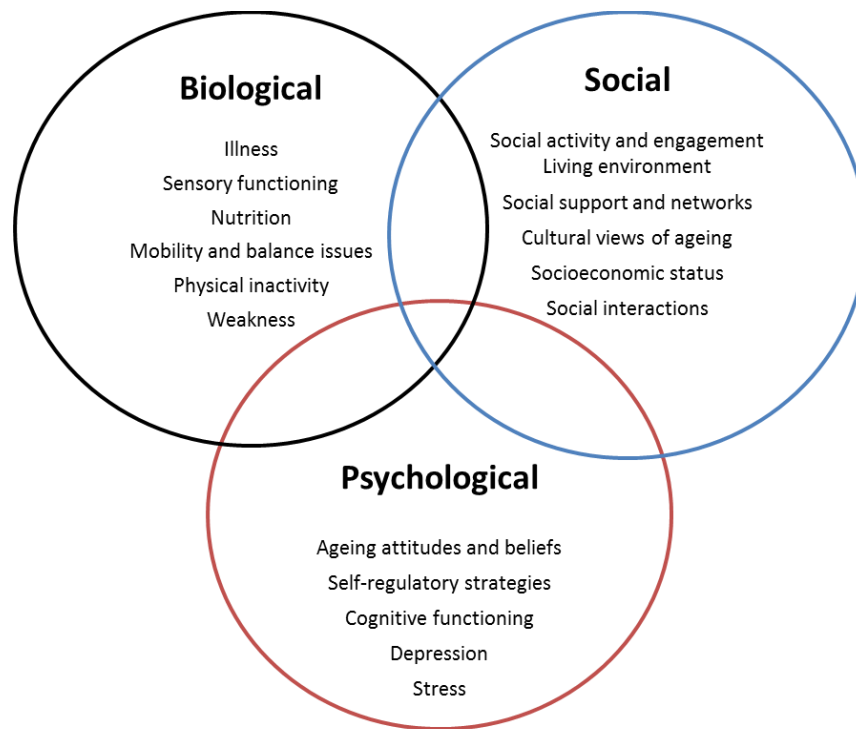 Biological
Illness
Sensory functioning
Nutrition
Mobility and balance issues
Physical inactivity
Weakness
Social
Social activity and engagement
Living environment
Social support and networks
Cultural views of ageing
Socioeconomic status
Social interactions
Psychological
Ageing attitudes and beliefs
Self-regulatory strategies
Cognitive functioning
Depression
Stress